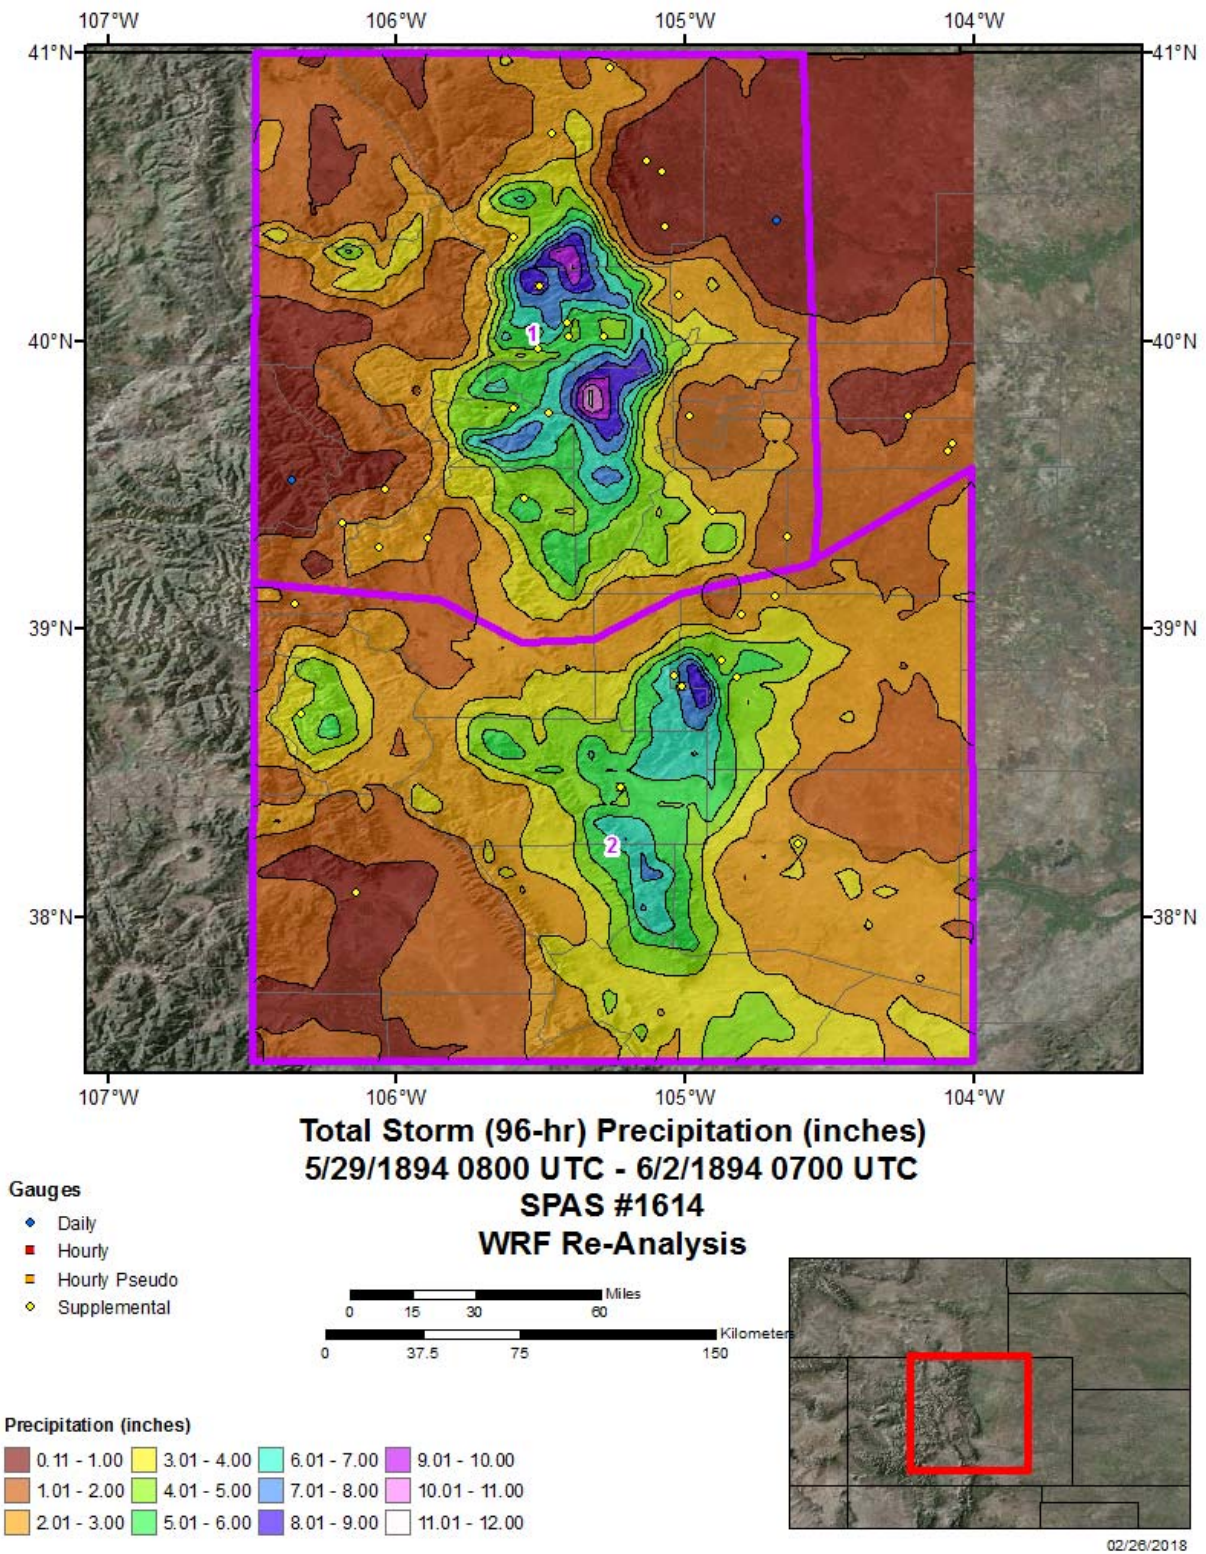 107°W 106°W 105°W 104°W
41°N 41°N
40°N 40°N
39°N 39°N
38°N 38°N
1
2
107°W 106°W 105°W 104°W
Total Storm (96-hr) Precipitation (inches)
5/29/1894 0800 UTC - 6/2/1894 0700 UTC
SPAS #1614
WRF Re-Analysis
Gauges
Daily
Hourly
Hourly Pseudo
Supplemental
Miles
0 15 30 60
Kilometers
0 37.5 75 150
Precipitation (inches)
0.11 - 1.00 3.01 - 4.00 6.01 - 7.00 9.01 - 10.00
1.01 - 2.00 4.01 - 5.00 7.01 - 8.00 10.01 - 11.00
2.01 - 3.00 5.01 - 6.00 8.01 - 9.00 11.01 - 12.00
02/26/2018